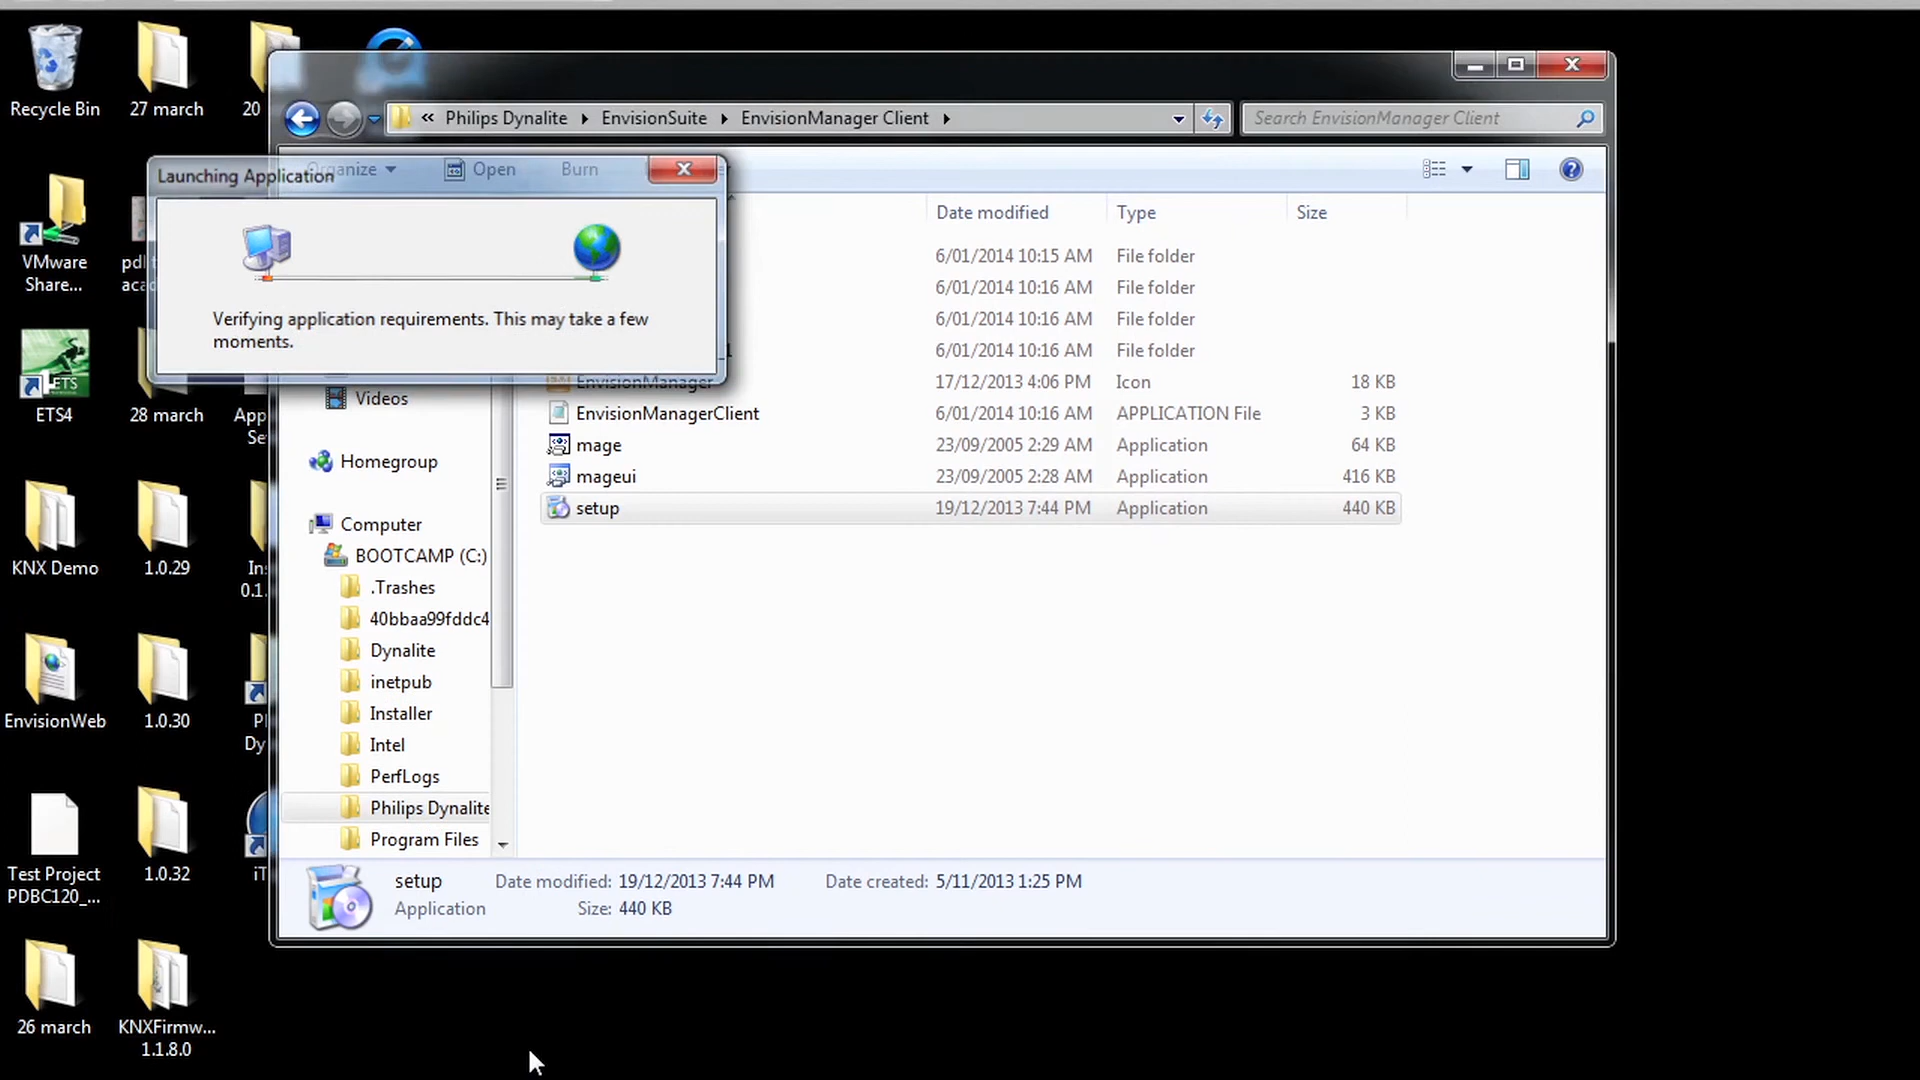 Recycle Bin
27 march
20
« Philips Dynalite EnvisionSuite EnvisionManager Client
Search EnvisionManager Client
Launching Application
Organize
Open
Burn
Verifying application requirements. This may take a few
moments.
Date modified
Type
Size
6/01/2014 10:15 AM File folder
6/01/2014 10:16 AM File folder
6/01/2014 10:16 AM File folder
6/01/2014 10:16 AM File folder
EnvisionManager 17/12/2013 4:06 PM Icon 18 KB
EnvisionManagerClient 6/01/2014 10:16 AM APPLICATION File 3 KB
mage 23/09/2005 2:29 AM Application 64 KB
mageui 23/09/2005 2:28 AM Application 416 KB
setup 19/12/2013 7:44 PM Application 440 KB
Videos
Homegroup
Computer
BOOTCAMP (C:)
.Trashes
40bbaa99fddc4
Dynalite
inetpub
Installer
Intel
PerfLogs
Philips Dynalite
Program Files
setup
Application
Date modified: 19/12/2013 7:44 PM
Size: 440 KB
Date created: 5/11/2013 1:25 PM
VMware
Share...
ETS
ETS4
28 march
KNX Demo
1.0.29
0.1.
EnvisionWeb
1.0.30
Test Project
PDBC120_...
1.0.32
26 march
KNXFirmw...
1.1.8.0